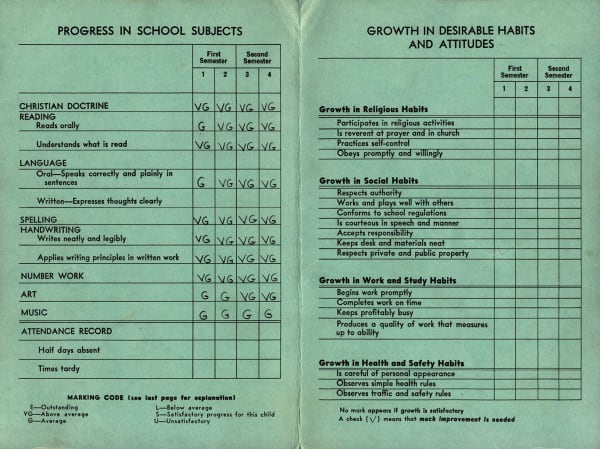 PROGRESS IN SCHOOL SUBJECTS
First Semester Second Semester
1 2 3 4
CHRISTIAN DOCTRINE VG VG VG VG
READING
Reads orally G VG VG VG
Understands what is read VG VG VG VG
LANGUAGE
Oral—Speaks correctly and plainly in
sentences G VG VG VG
Written—Expresses thoughts clearly
SPELLING VG VG VG VG
HANDWRITING
Writes neatly and legibly VG VG VG VG
Applies writing principles in written work VG VG VG VG
NUMBER WORK VG VG VG VG
ART G G VG VG
MUSIC G G G G
ATTENDANCE RECORD
Half days absent
Times tardy
MARKING CODE (see last page for explanation)
E—Outstanding L—Below average
VG—Above average S—Satisfactory progress for this child
G—Average U—Unsatisfactory
GROWTH IN DESIRABLE HABITS
AND ATTITUDES
First Semester Second Semester
1 2 3 4
Growth in Religious Habits
Participates in religious activities
Is reverent at prayer and in church
Practices self-control
Obeys promptly and willingly
Growth in Social Habits
Respects authority
Works and plays well with others
Conforms to school regulations
Is courteous in speech and manner
Accepts responsibility
Keeps desk and materials neat
Respects private and public property
Growth in Work and Study Habits
Begins work promptly
Completes work on time
Keeps profitably busy
Produces a quality of work that measures
up to ability
Growth in Health and Safety Habits
Is careful of personal appearance
Observes simple health rules
Observes traffic and safety rules
No mark appears if growth is satisfactory
A check (√) means that much improvement is needed